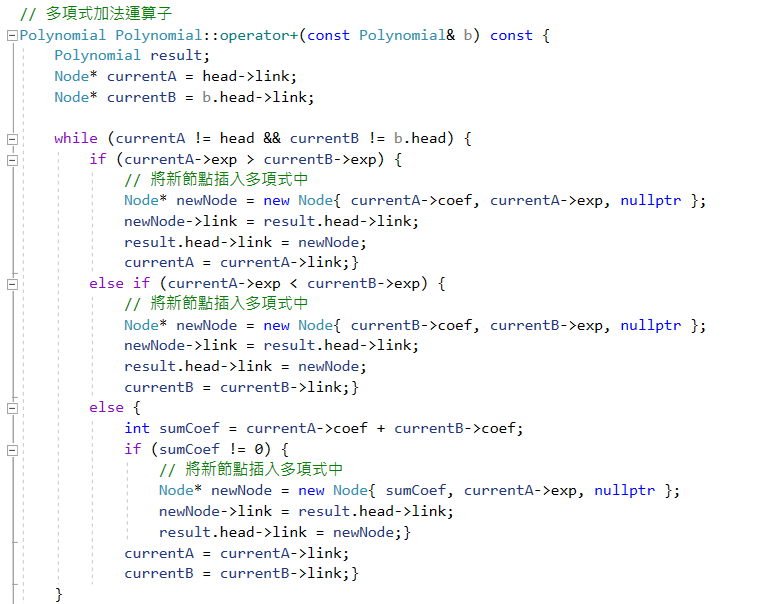 // 多項式加法運算子
Polynomial Polynomial::operator+(const Polynomial& b) const {
    Polynomial result;
    Node* currentA = head->link;
    Node* currentB = b.head->link;

    while (currentA != head && currentB != b.head) {
        if (currentA->exp > currentB->exp) {
            // 將新節點插入多項式中
            Node* newNode = new Node{ currentA->coef, currentA->exp, nullptr };
            newNode->link = result.head->link;
            result.head->link = newNode;
            currentA = currentA->link;}
        else if (currentA->exp < currentB->exp) {
            // 將新節點插入多項式中
            Node* newNode = new Node{ currentB->coef, currentB->exp, nullptr };
            newNode->link = result.head->link;
            result.head->link = newNode;
            currentB = currentB->link;}
        else {
            int sumCoef = currentA->coef + currentB->coef;
            if (sumCoef != 0) {
                // 將新節點插入多項式中
                Node* newNode = new Node{ sumCoef, currentA->exp, nullptr };
                newNode->link = result.head->link;
                result.head->link = newNode;}
            currentA = currentA->link;
            currentB = currentB->link;}
    }